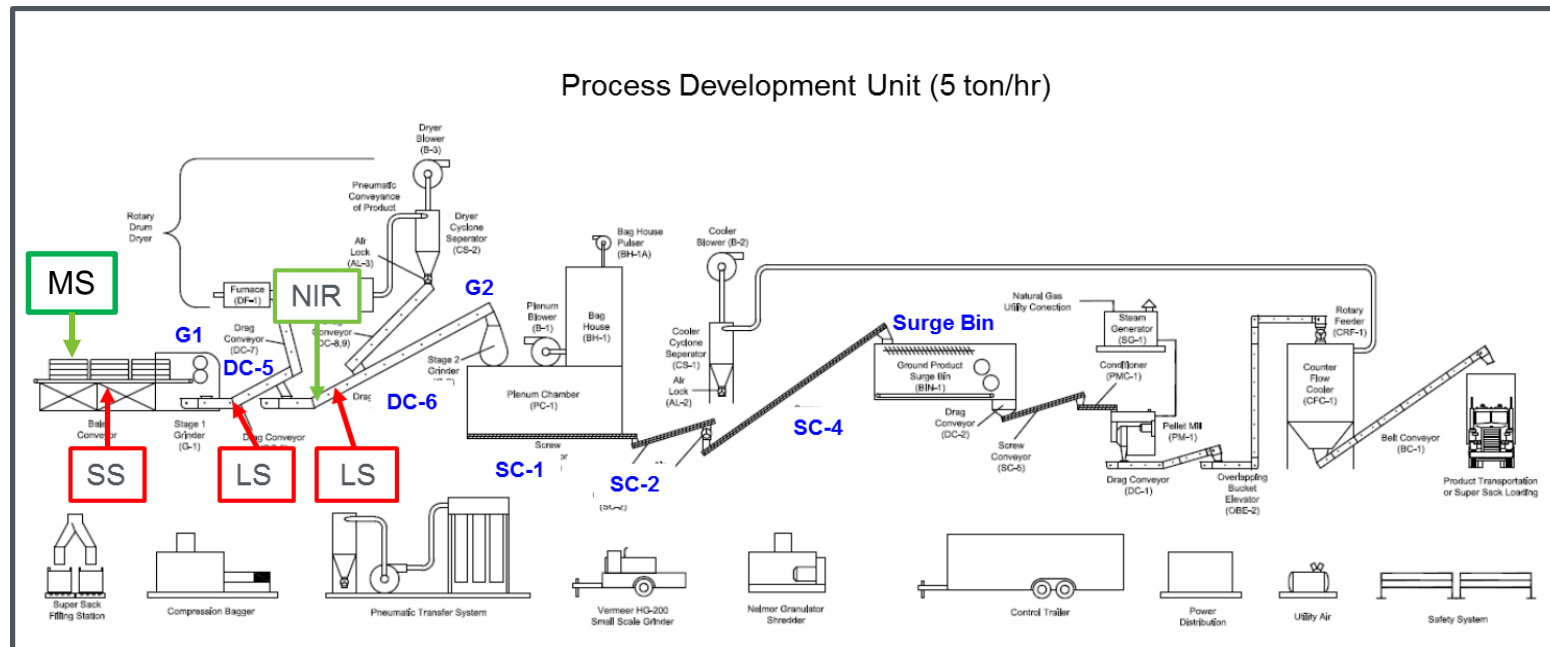 Process Development Unit (5 ton/hr)
Dryer
Blower
(B-3)
Pneumatic
Conveyance
of Product
Rotary
Drum
Dryer
Air
Lock
(AL-3)
Dryer
Cyclone
Seperator
(CS-2)
Bag House
Pulser
(BH-1A)
Cooler
Blower (B-2)
MS
Furnace
(DF-1)
NIR
G2
G1
Drag
Conveyor
(DC-7)
Conveyor
(DC-8,9)
DC-5
DC-6
Stage 2
Grinder
Plenum
Blower
(B-1)
Bag
House
(BH-1)
Plenum Chamber
(PC-1)
Cooler
Cyclone
Seperator
(CS-1)
Air
Lock
(AL-2)
Surge Bin
Ground Product
Surge Bin
(BIN-1)
Natural Gas
Utility Conection
Steam
Generator
(SG-1)
Rotary
Feeder
(CRF-1)
Conditioner
(PMC-1)
Counter
Flow
Cooler
(CFC-1)
SC-4
Drag
Conveyor
(DC-2)
Screw
Conveyor
(SC-5)
Pellet Mill
(PM-1)
Belt Conveyor
(BC-1)
Bale
Conveyor
Stage 1
Grinder
(G-1)
Drag Conveyor
SS
LS
LS
Screw
SC-1
SC-2
(SC-2)
Drag Conveyor
(DC-1)
Overlapping
Bucket
Elevator
(OBE-2)
Product Transportation
or Super Sack Loading
Super Sack
Filling Station
Compression Bagger
Pneumatic Transfer System
Vermeer HG-200
Small Scale Grinder
Nelmor Granulator
Shredder
Control Trailer
Power
Distribution
Utility Air
Safety System